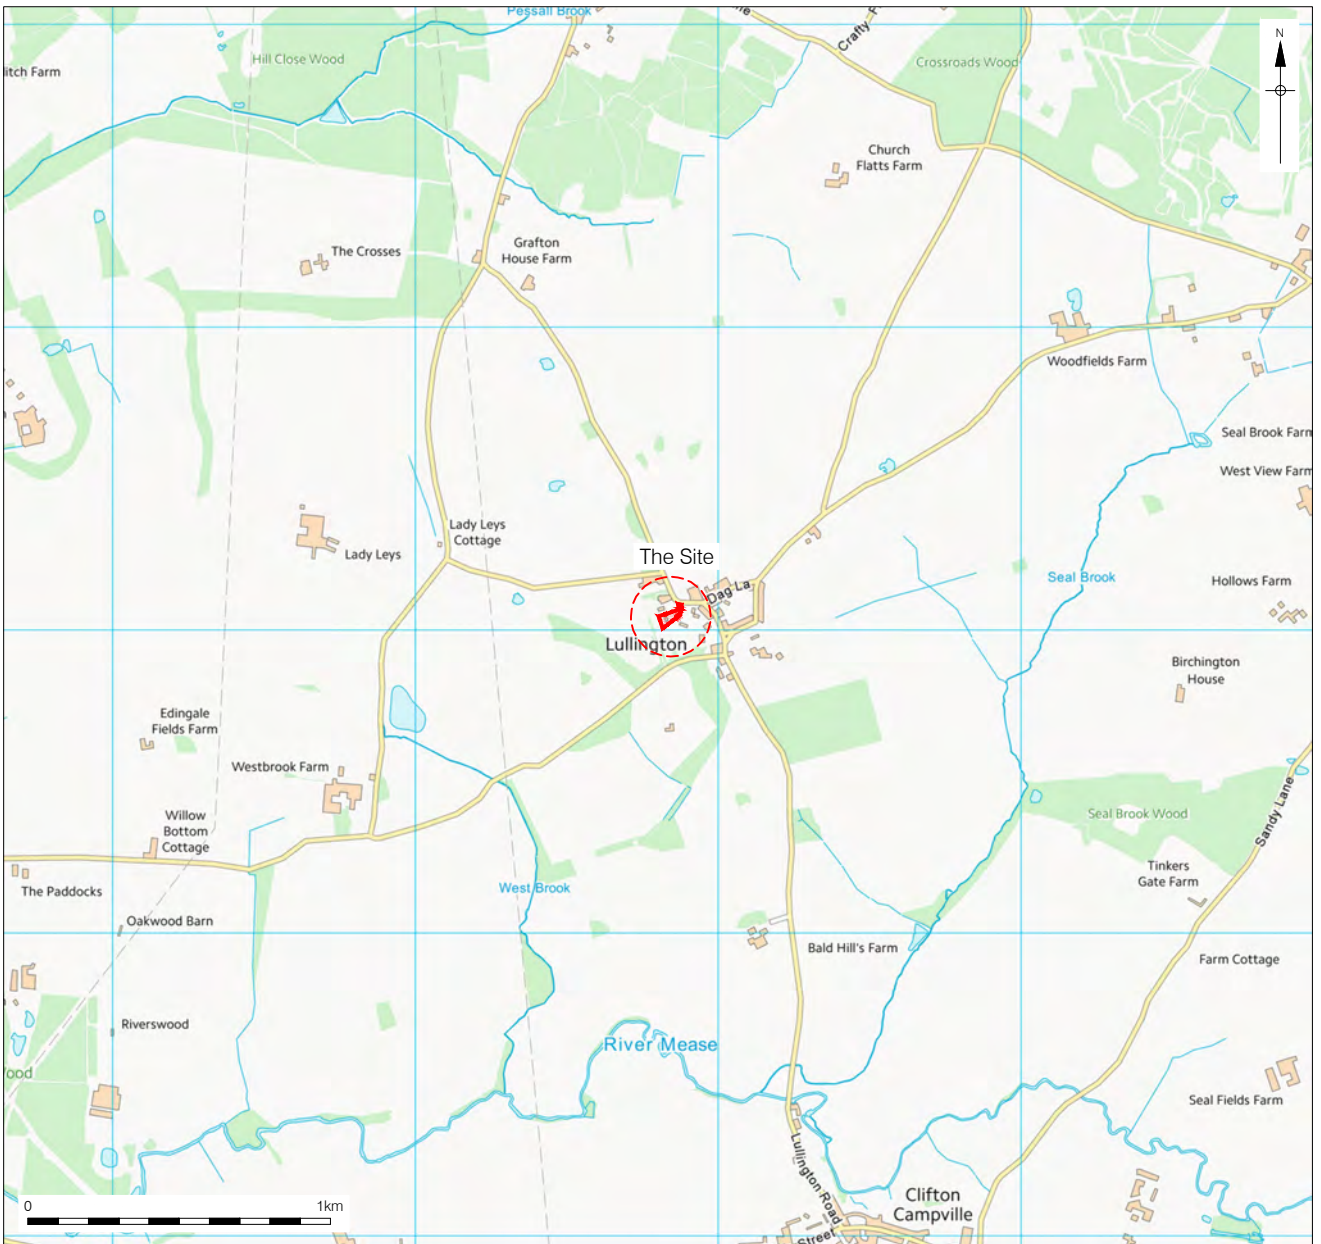 Pessall Brook
Hill Close Wood
Crafty
Crossroads Wood
N
litch Farm
Church
Flatts Farm
The Crosses
Grafton
House Farm
Woodfields Farm
Seal Brook Farm
West View Farm
Lady Leys
Cottage
Lady Leys
The Site
Dag La
Seal Brook
Hollows Farm
Lullington
Birchington
House
Edingale
Fields Farm
Westbrook Farm
Willow
Bottom
Cottage
Seal Brook Wood
Sandy Lane
Tinkers
Gate Farm
The Paddocks
West Brook
Oakwood Barn
Bald Hill's Farm
Farm Cottage
Riverswood
River Mease
ood
Seal Fields Farm
Lullington Road
Clifton
Campville
Street
0 1km